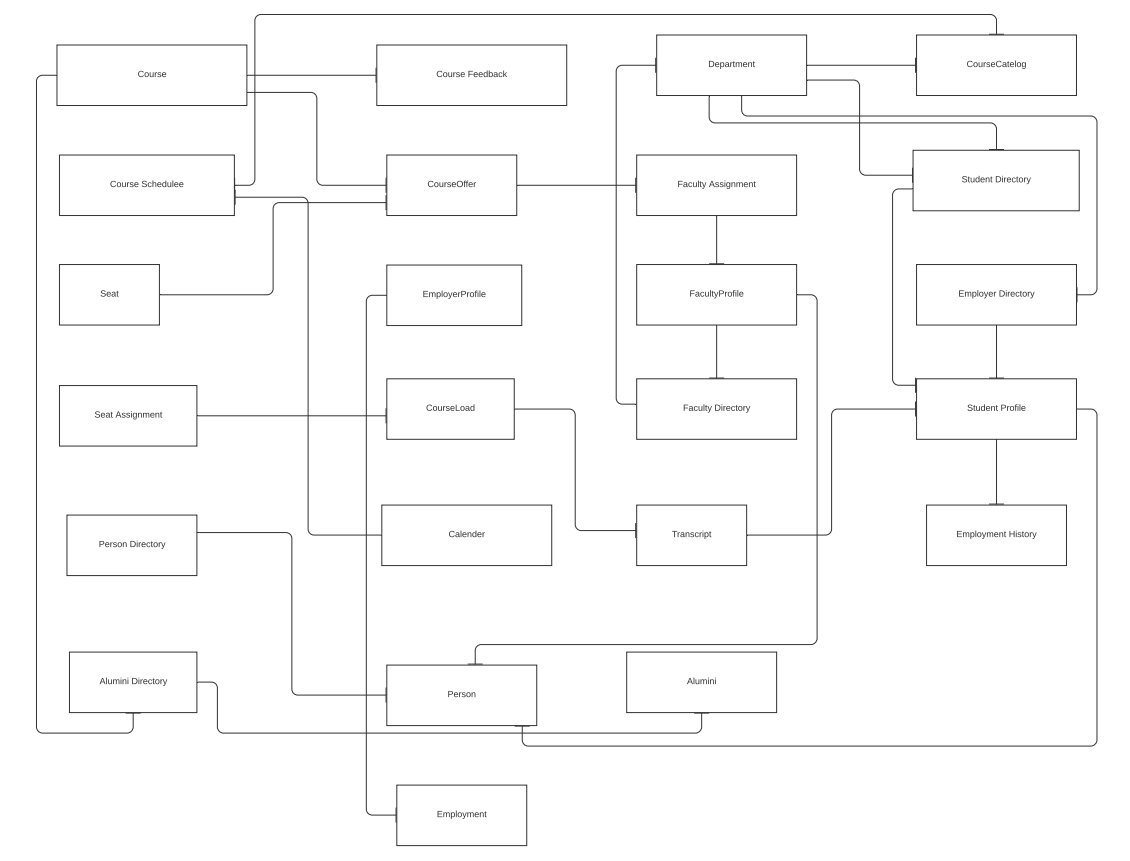 Course
Course Feedback
Department
CourseCatelog
Course Schedulee
CourseOffer
Faculty Assignment
Student Directory
Seat
EmployerProfile
FacultyProfile
Employer Directory
Seat Assignment
CourseLoad
Faculty Directory
Student Profile
Person Directory
Calender
Transcript
Employment History
Alumini Directory
Person
Alumini
Employment